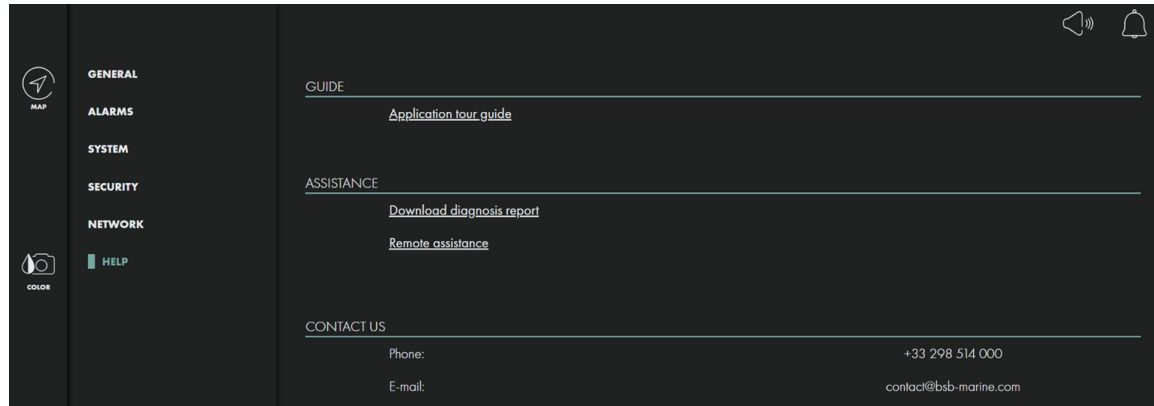 MAP
COLOR
GENERAL
ALARMS
SYSTEM
SECURITY
NETWORK
HELP
GUIDE
Application tour guide
ASSISTANCE
Download diagnosis report
Remote assistance
CONTACT US
Phone: +33 298 514 000
E-mail: contact@bsb-marine.com